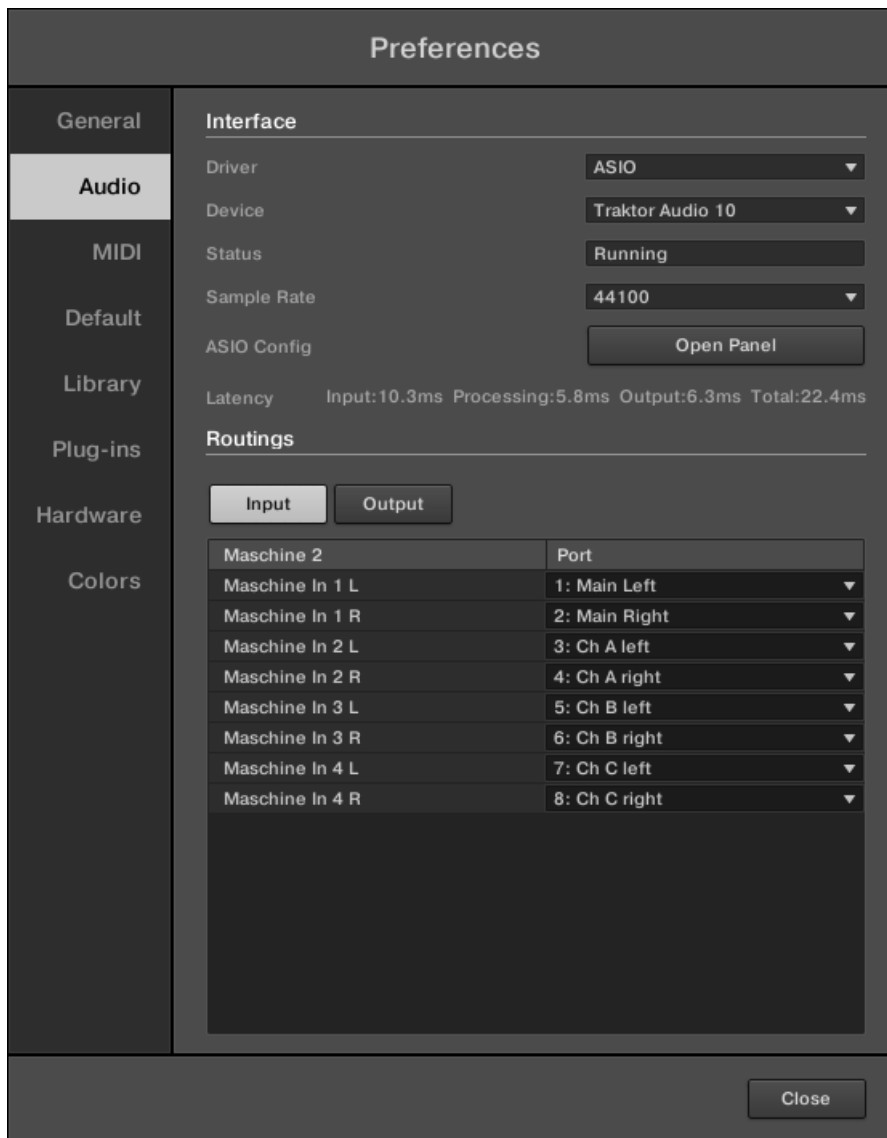 Preferences
General
Audio
MIDI
Default
Library
Plug-ins
Hardware
Colors
Interface
Driver ASIO
Device Traktor Audio 10
Status Running
Sample Rate 44100
ASIO Config Open Panel
Latency Input:10.3ms Processing:5.8ms Output:6.3ms Total:22.4ms
Routings
Input Output
Maschine 2 Port
Maschine In 1 L 1: Main Left
Maschine In 1 R 2: Main Right
Maschine In 2 L 3: Ch A left
Maschine In 2 R 4: Ch A right
Maschine In 3 L 5: Ch B left
Maschine In 3 R 6: Ch B right
Maschine In 4 L 7: Ch C left
Maschine In 4 R 8: Ch C right
Close